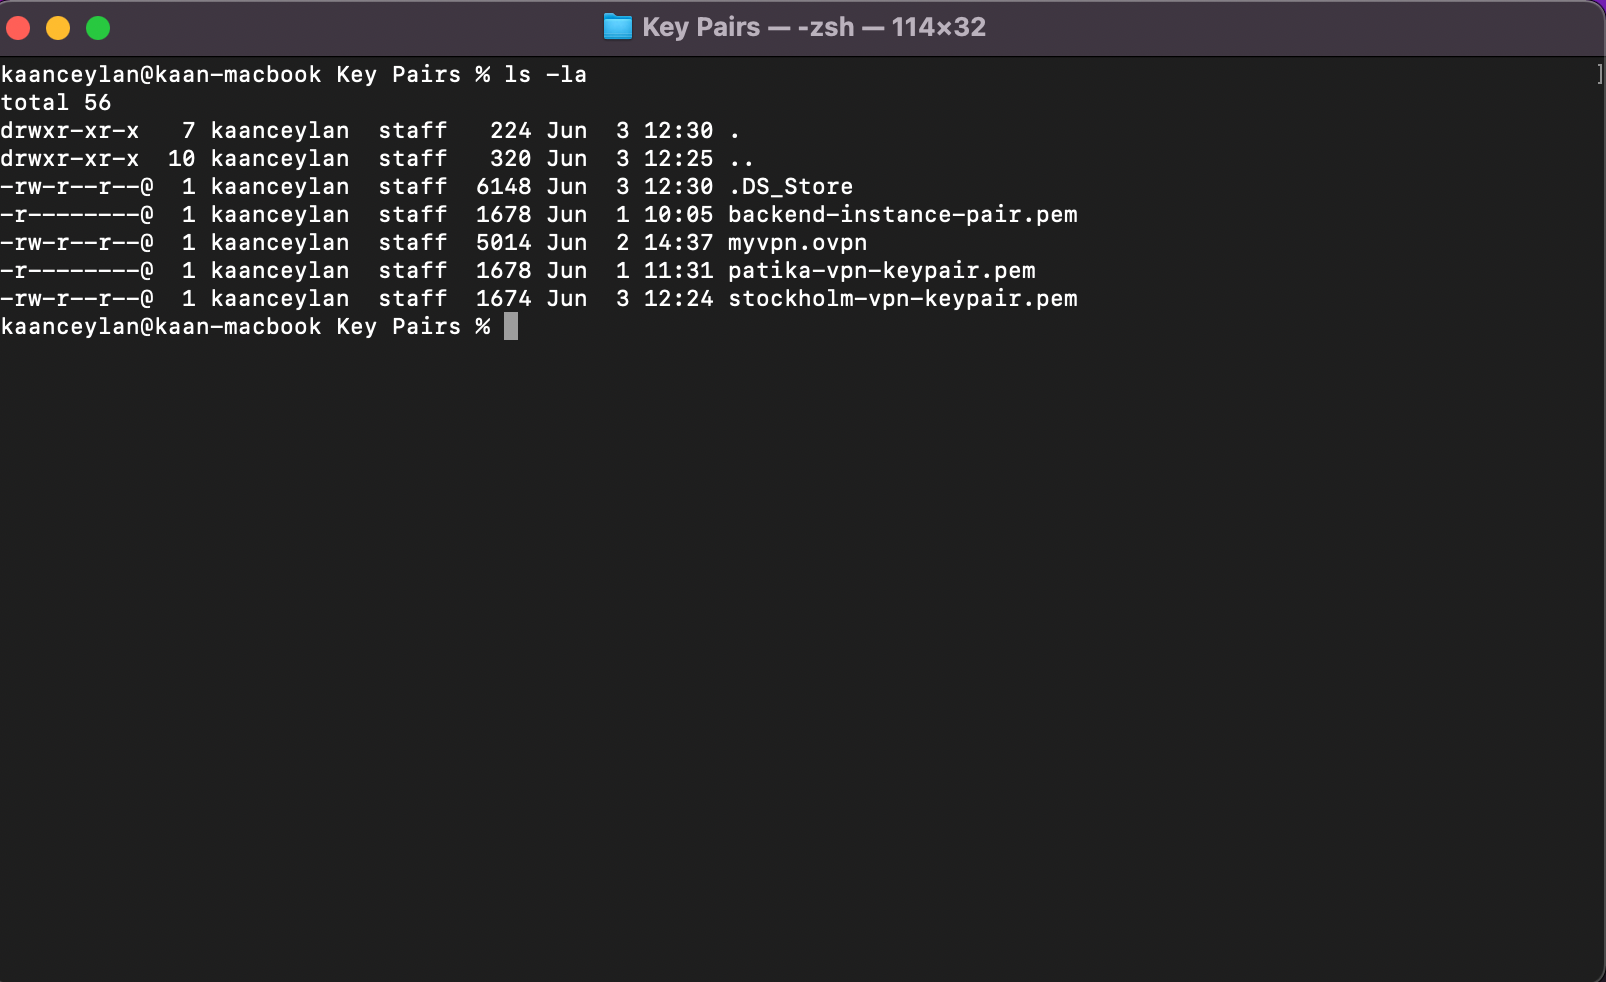 Key Pairs — -zsh — 114×32
kaanceylan@kaan-macbook Key Pairs % ls -la
total 56
drwxr-xr-x   7 kaanceylan  staff   224 Jun  3 12:30 .
drwxr-xr-x  10 kaanceylan  staff   320 Jun  3 12:25 ..
-rw-r--r--@  1 kaanceylan  staff  6148 Jun  3 12:30 .DS_Store
-r--------@  1 kaanceylan  staff  1678 Jun  1 10:05 backend-instance-pair.pem
-rw-r--r--@  1 kaanceylan  staff  5014 Jun  2 14:37 myvpn.ovpn
-r--------@  1 kaanceylan  staff  1678 Jun  1 11:31 patika-vpn-keypair.pem
-rw-r--r--@  1 kaanceylan  staff  1674 Jun  3 12:24 stockholm-vpn-keypair.pem
kaanceylan@kaan-macbook Key Pairs %